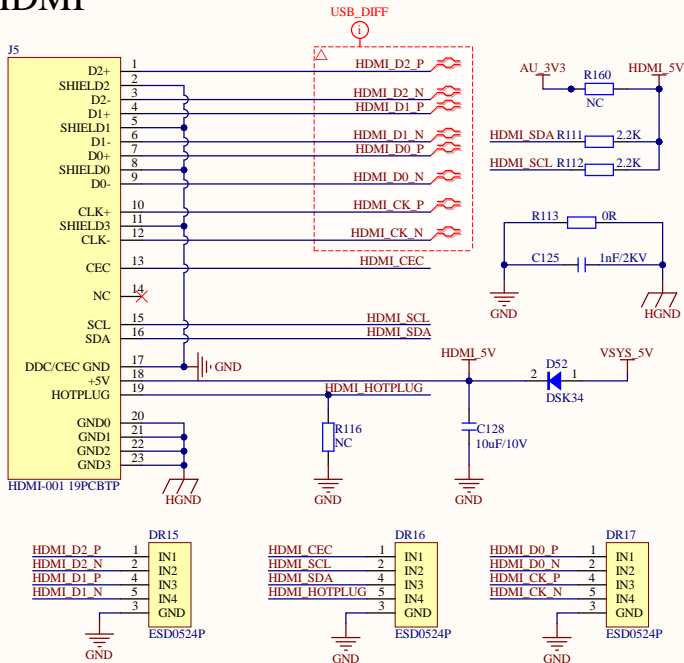 HDMI
USB_DIFF
i
J5
D2+ 1 HDMI_D2_P
SHIELD2 2
D2- 3 HDMI_D2_N
D1+ 4 HDMI_D1_P
SHIELD1 5
D1- 6 HDMI_D1_N
D0+ 7 HDMI_D0_P
SHIELD0 8
D0- 9 HDMI_D0_N
CLK+ 10 HDMI_CK_P
SHIELD3 11
CLK- 12 HDMI_CK_N
CEC 13 HDMI_CEC
NC 14
SCL 15 HDMI_SCL
SDA 16 HDMI_SDA
DDC/CEC GND 17 GND
+5V 18
HOTPLUG 19 HDMI_HOTPLUG
GND0 20
GND1 21
GND2 22
GND3 23
HDMI-001 19PCBTP
HGND
AU_3V3 R160 HDMI_5V
NC
HDMI_SDA R111 2.2K
HDMI_SCL R112 2.2K
R113 0R
C125 1nF/2KV
GND HGND
HDMI_5V D52 VSYS_5V
2 1
DSK34
R116
NC
GND
C128
10uF/10V
GND
DR15
HDMI_D2_P 1 IN1
HDMI_D2_N 2 IN2
HDMI_D1_P 4 IN3
HDMI_D1_N 5 IN4
3 GND
GND ESD0524P
DR16
HDMI_CEC 1 IN1
HDMI_SCL 2 IN2
HDMI_SDA 4 IN3
HDMI_HOTPLUG 5 IN4
3 GND
GND ESD0524P
DR17
HDMI_D0_P 1 IN1
HDMI_D0_N 2 IN2
HDMI_CK_P 4 IN3
HDMI_CK_N 5 IN4
3 GND
GND ESD0524P